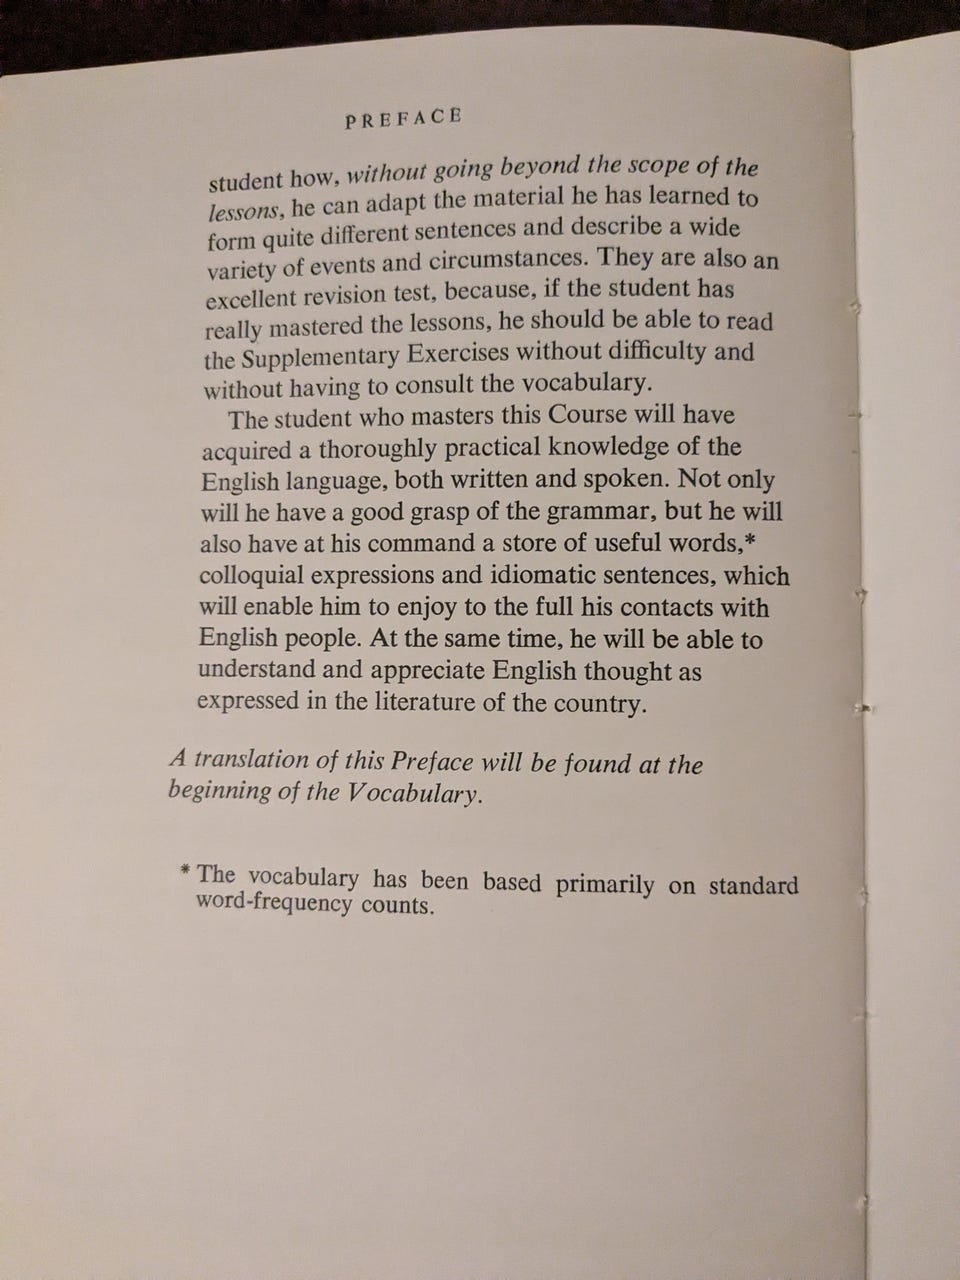 PREFACE
student how, without going beyond the scope of the
lessons, he can adapt the material he has learned to
form quite different sentences and describe a wide
variety of events and circumstances. They are also an
excellent revision test, because, if the student has
really mastered the lessons, he should be able to read
the Supplementary Exercises without difficulty and
without having to consult the vocabulary.
The student who masters this Course will have
acquired a thoroughly practical knowledge of the
English language, both written and spoken. Not only
will he have a good grasp of the grammar, but he will
also have at his command a store of useful words,*
colloquial expressions and idiomatic sentences, which
will enable him to enjoy to the full his contacts with
English people. At the same time, he will be able to
understand and appreciate English thought as
expressed in the literature of the country.
A translation of this Preface will be found at the
beginning of the Vocabulary.
* The vocabulary has been based primarily on standard
word-frequency counts.